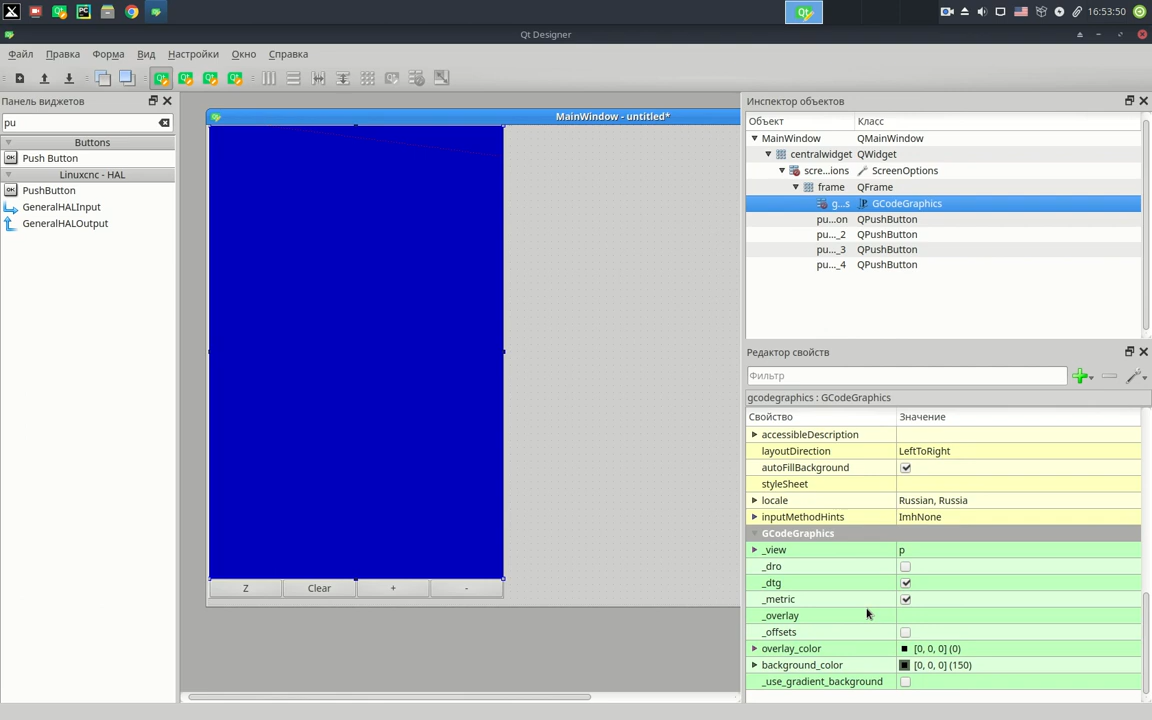 16:53:50
Qt Designer
Файл Правка Форма Вид Настройки Окно Справка
Панель виджетов
pu
Buttons
Push Button
Linuxcnc - HAL
PushButton
GeneralHALInput
GeneralHALOutput
MainWindow - untitled*
Z Clear + -
Инспектор объектов
Объект Класс
MainWindow QMainWindow
centralwidget QWidget
scre...ions ScreenOptions
frame QFrame
g...s GCodeGraphics
pu...on QPushButton
pu..._2 QPushButton
pu..._3 QPushButton
pu..._4 QPushButton
Редактор свойств
Фильтр
gcodegraphics : GCodeGraphics
Свойство Значение
accessibleDescription
layoutDirection LeftToRight
autoFillBackground
styleSheet
locale Russian, Russia
inputMethodHints ImhNone
GCodeGraphics
_view p
_dro
_dtg
_metric
_overlay
_offsets
overlay_color [0, 0, 0] (0)
background_color [0, 0, 0] (150)
_use_gradient_background